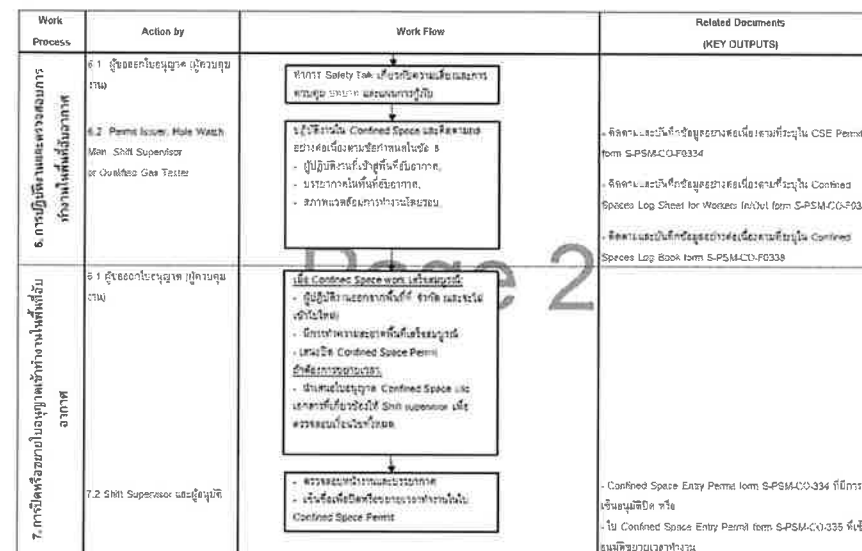 Work
Process
Action by
Work Flow
Related Documents
(KEY OUTPUTS)
6. การปฏิบัติงานและตรวจสอบการ
ทำงานในพื้นที่อับอากาศ
6.1 ผู้ขอออกใบอนุญาต (ผู้ควบคุม
งาน)
ทำการ Safety Talk เกี่ยวกับความเสี่ยงและการ
ควบคุม บทบาท และแผนการกู้ภัย
6.2 Permit Issuer, Hole Watch
Man, Shift Supervisor
or Qualified Gas Tester
ปฏิบัติงานใน Confined Space และติดตามผล
อย่างต่อเนื่องตามข้อกำหนดในข้อ 8
- ผู้ปฏิบัติงานที่เข้าสู่พื้นที่อับอากาศ,
- บรรยากาศในพื้นที่อับอากาศ,
- สภาพแวดล้อมการทำงานโดยรอบ,
- ติดตามและบันทึกข้อมูลอย่างต่อเนื่องตามที่ระบุใน CSE Permit
form S-PSM-CO-F0334
- ติดตามและบันทึกข้อมูลอย่างต่อเนื่องตามที่ระบุใน Confined
Spaces Log Sheet for Workers In/Out form S-PSM-CO-F03
- ติดตามและบันทึกข้อมูลอย่างต่อเนื่องตามที่ระบุใน Confined
Spaces Log Book form S-PSM-CO-F0338
Page 2
7. การปิดหรือขยายใบอนุญาตเข้าทำงานในพื้นที่อับ
อากาศ
6.1 ผู้ขอออกใบอนุญาต (ผู้ควบคุม
งาน)
เมื่อ Confined Space work เสร็จสมบูรณ์:
- ผู้ปฏิบัติงานออกจากพื้นที่ที่ จำกัด (และจะไม่
เข้าไปใหม่)
- มีการทำความสะอาดพื้นที่เสร็จสมบูรณ์
- เสนอปิด Confined Space Permit
ถ้าต้องการขยายเวลา:
- นำเสนอใบอนุญาต Confined Space และ
เอกสารที่เกี่ยวข้องให้ Shift supervisor เพื่อ
ตรวจสอบเงื่อนไขทั้งหมด
7.2 Shift Supervisor และผู้อนุมัติ
- ตรวจสอบหน้างานและบรรยากาศ
- เซ็นชื่อเพื่อปิดหรือขยายเวลาทำงานในใบ
Confined Space Permit
- Confined Space Entry Permit form S-PSM-CO-334 ที่มีการ
เซ็นอนุมัติปิด หรือ
- ใบ Confined Space Entry Permit form S-PSM-CO-335 ที่เซ็
อนุมัติขยายเวลาทำงาน